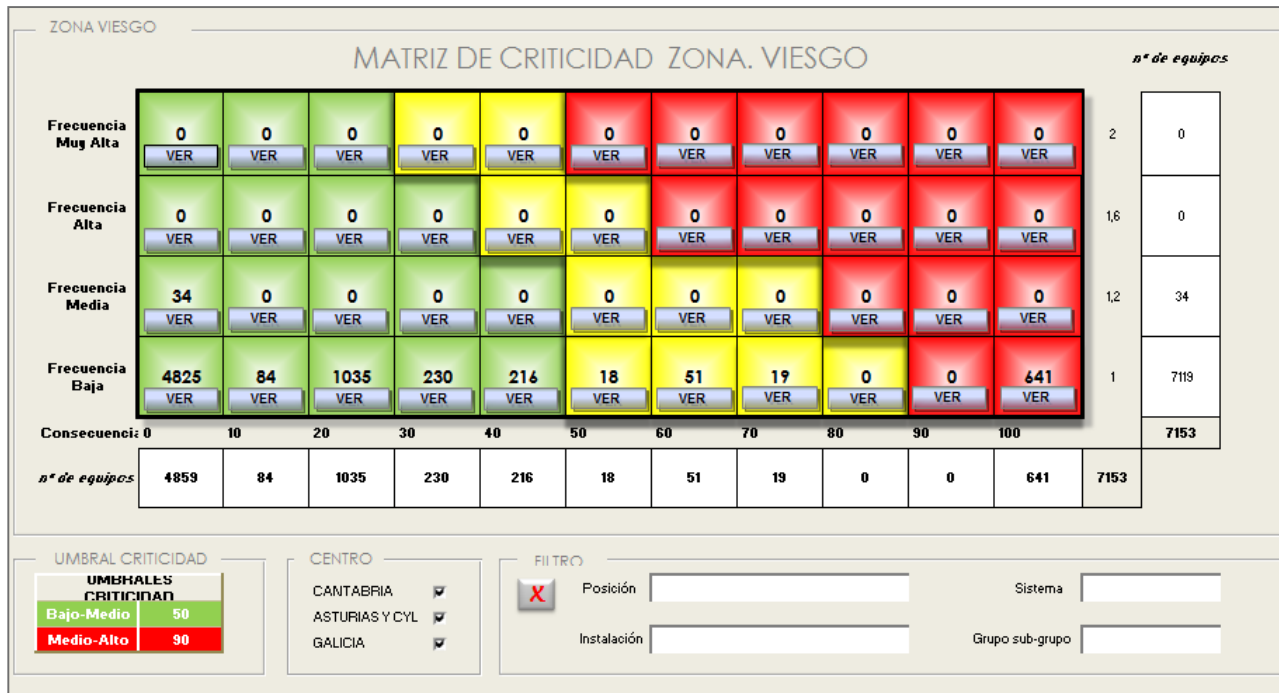 ZONA VIESGO
MATRIZ DE CRITICIDAD ZONA. VIESGO
nº de equipos
Frecuencia Muy Alta
0 0 0 0 0 0 0 0 0 0 0 2 0
VER VER VER VER VER VER VER VER VER VER VER
Frecuencia Alta
0 0 0 0 0 0 0 0 0 0 0 1,6 0
VER VER VER VER VER VER VER VER VER VER VER
Frecuencia Media
34 0 0 0 0 0 0 0 0 0 0 1,2 34
VER VER VER VER VER VER VER VER VER VER VER
Frecuencia Baja
4825 84 1035 230 216 18 51 19 0 0 641 1 7119
VER VER VER VER VER VER VER VER VER VER VER
Consecuencia 0 10 20 30 40 50 60 70 80 90 100 7153
nº de equipos 4859 84 1035 230 216 18 51 19 0 0 641 7153
UMBRAL CRITICIDAD
UMBRALES
CRITICIDAD
Bajo-Medio 50
Medio-Alto 90
CENTRO
CANTABRIA
ASTURIAS Y CYL
GALICIA
FILTRO
X
Posición
Sistema
Instalación
Grupo sub-grupo